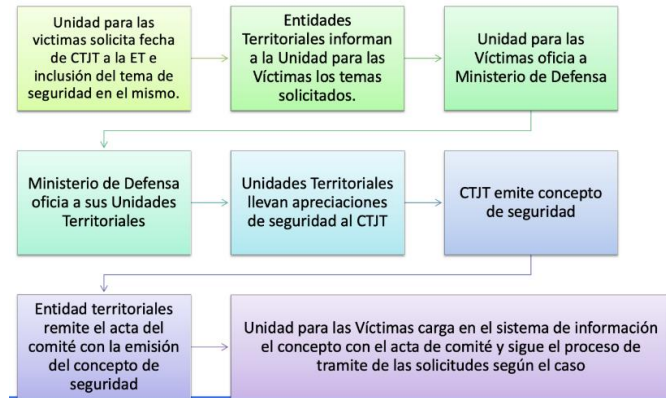 Unidad para las
victimas solicita fecha
de CTJT a la ET e
inclusión del tema de
seguridad en el mismo.
Entidades
Territoriales informan
a la Unidad para las
Víctimas los temas
solicitados.
Unidad para las
Víctimas oficia a
Ministerio de Defensa
Ministerio de Defensa
oficia a sus Unidades
Territoriales
Unidades Territoriales
llevan apreciaciones
de seguridad al CTJT
CTJT emite concepto
de seguridad
Entidad territoriales
remite el acta del
comité con la emisión
del concepto de
seguridad
Unidad para las Víctimas carga en el sistema de información
el concepto con el acta de comité y sigue el proceso de
tramite de las solicitudes según el caso